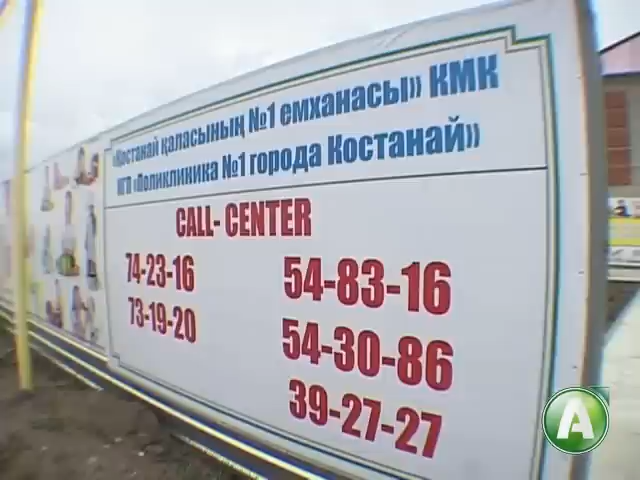 «Қостанай қаласының №1 емханасы» КМК
КГП «Поликлиника №1 города Костанай»
CALL- CENTER
74-23-16
54-83-16
73-19-20
54-30-86
39-27-27
A